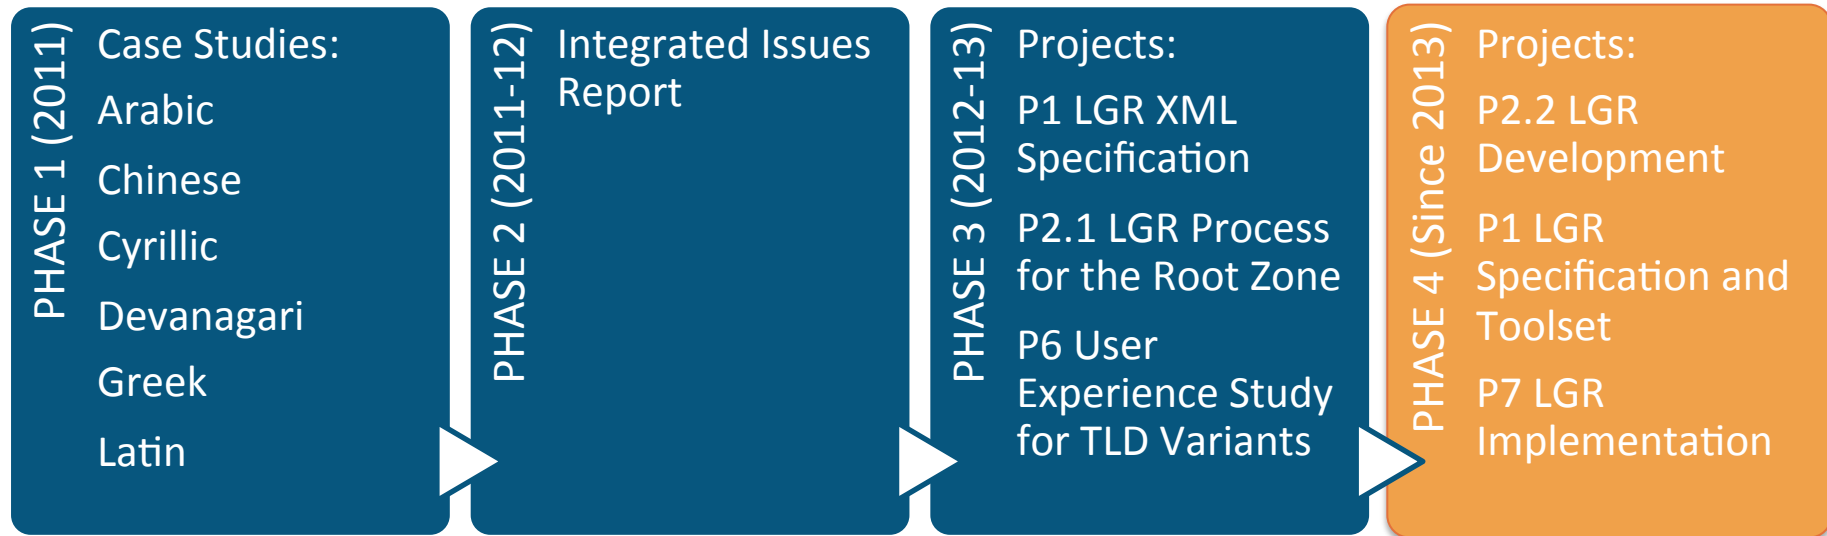 PHASE 1 (2011)
Case Studies:
Arabic
Chinese
Cyrillic
Devanagari
Greek
Latin
PHASE 2 (2011-12)
Integrated Issues
Report
PHASE 3 (2012-13)
Projects:
P1 LGR XML
Specification
P2.1 LGR Process
for the Root Zone
P6 User
Experience Study
for TLD Variants
PHASE 4 (Since 2013)
Projects:
P2.2 LGR
Development
P1 LGR
Specification and
Toolset
P7 LGR
Implementation